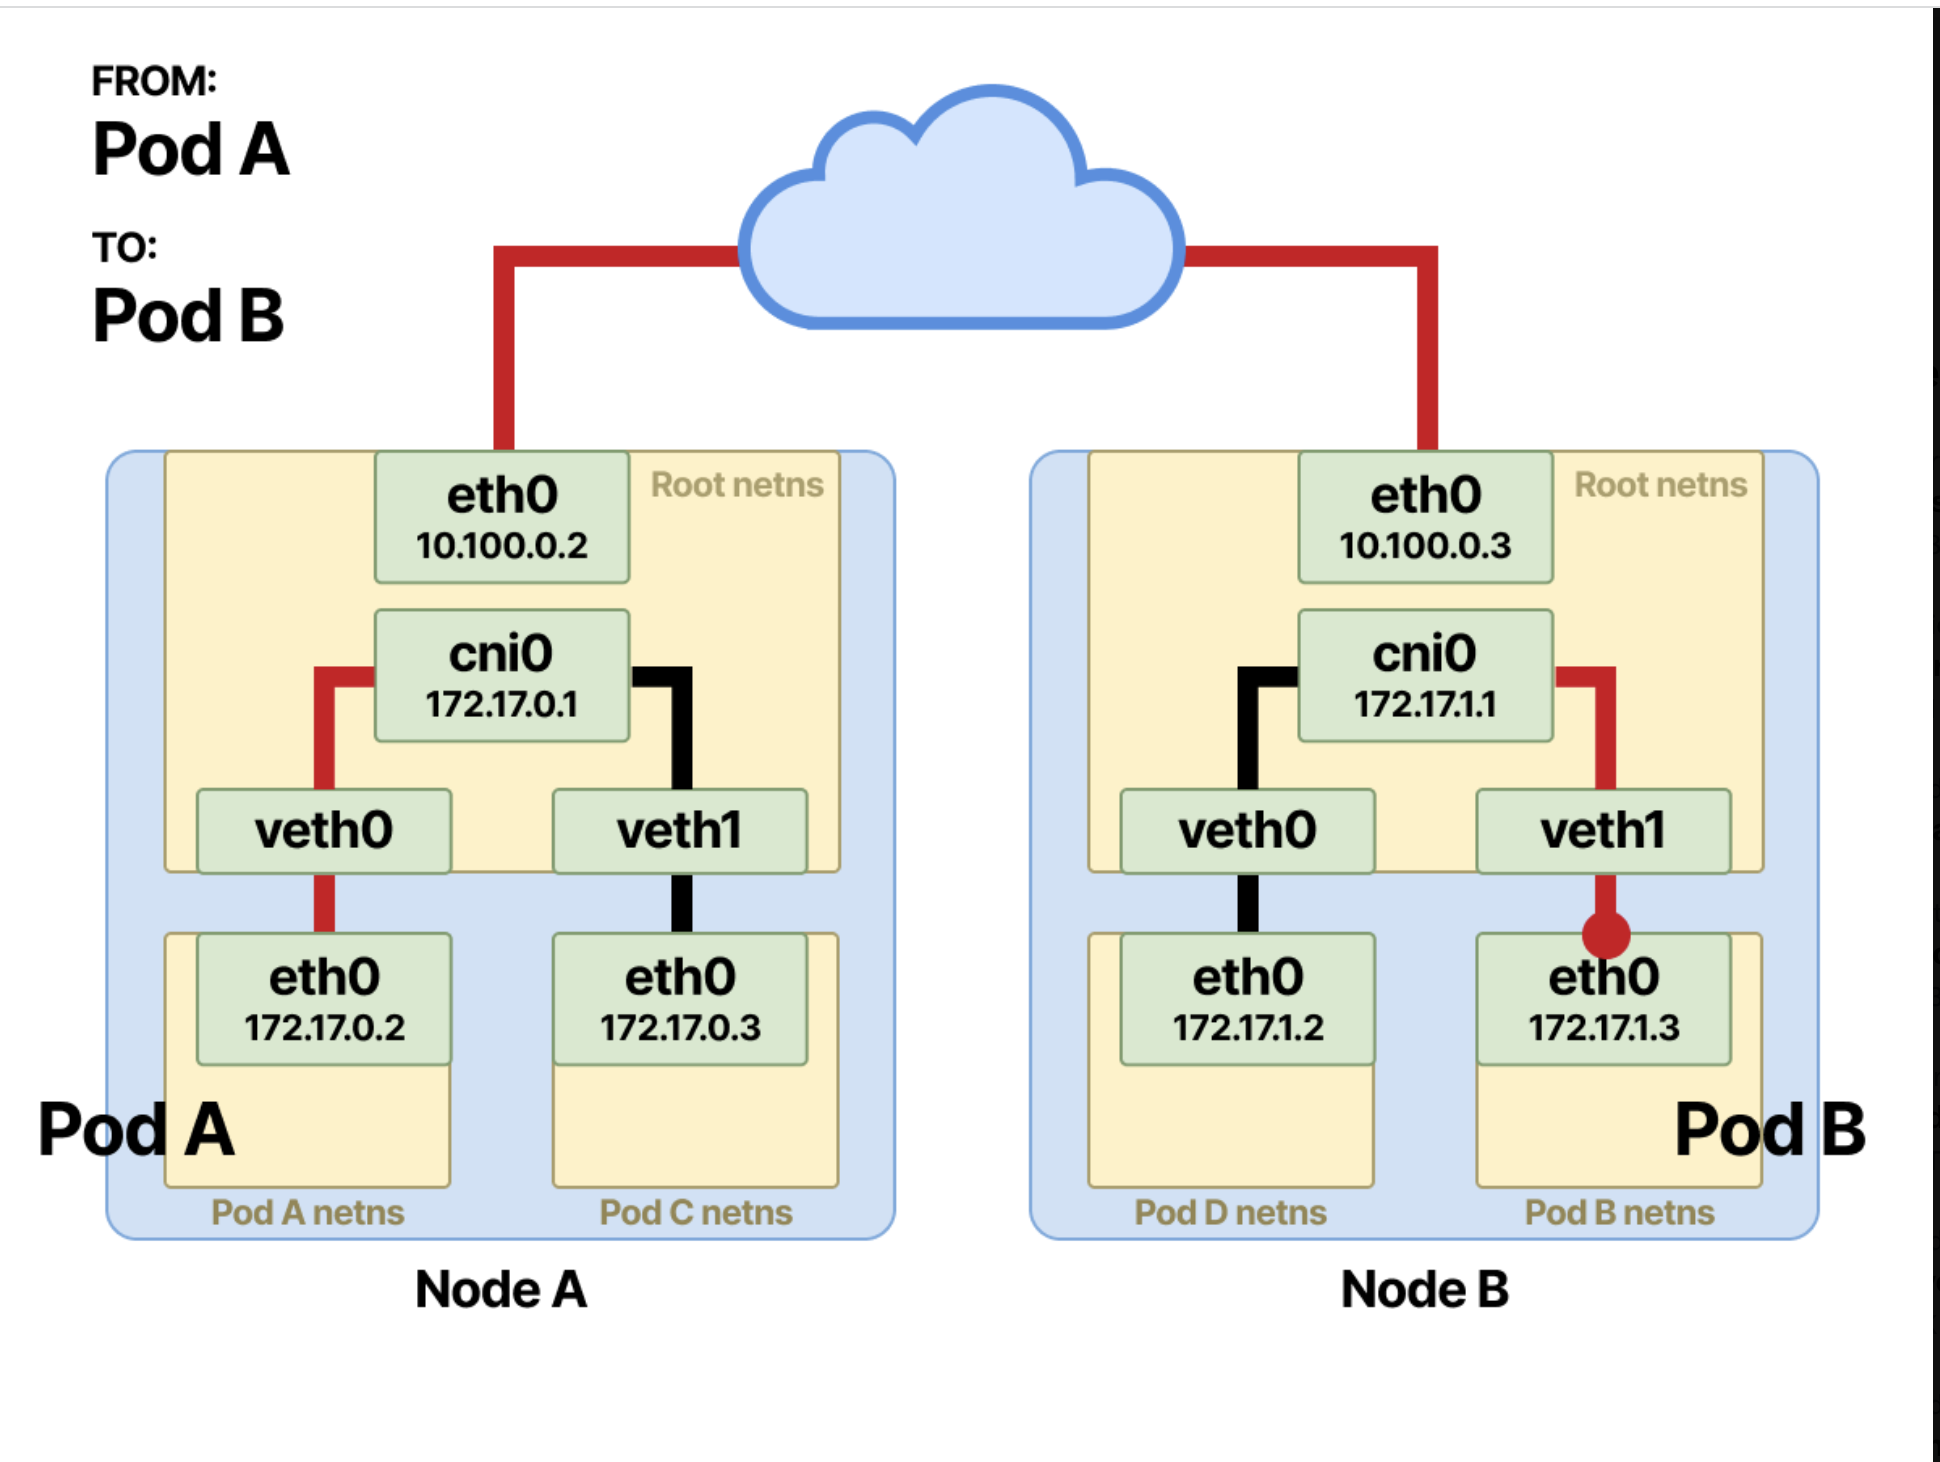 FROM:
Pod A
TO:
Pod B
eth0
10.100.0.2
Root netns
cni0
172.17.0.1
veth0
veth1
eth0
172.17.0.2
eth0
172.17.0.3
Pod A
Pod A netns
Pod C netns
Node A
eth0
10.100.0.3
Root netns
cni0
172.17.1.1
veth0
veth1
eth0
172.17.1.2
eth0
172.17.1.3
Pod B
Pod D netns
Pod B netns
Node B